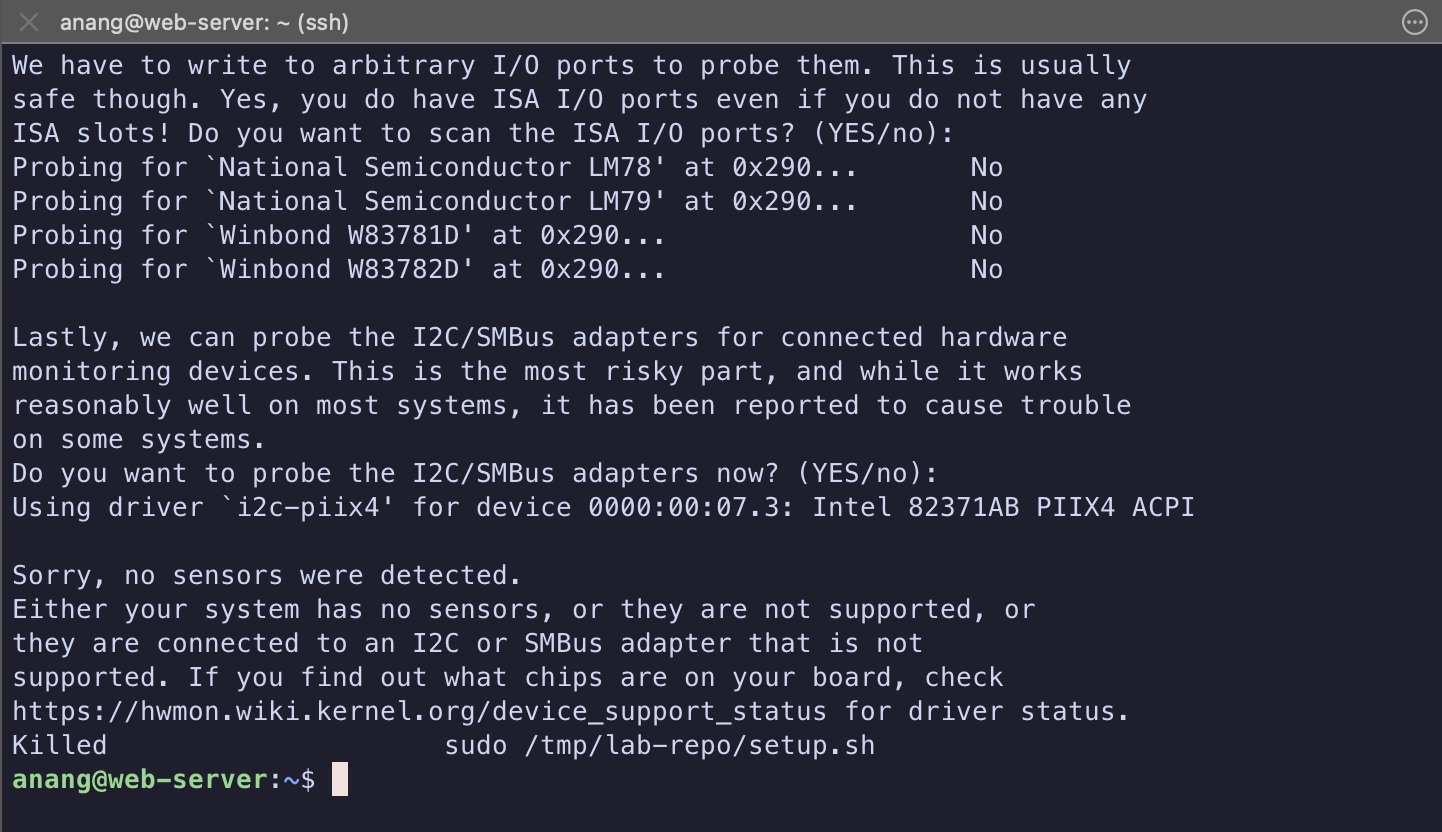 anang@web-server: ~ (ssh)
We have to write to arbitrary I/O ports to probe them. This is usually
safe though. Yes, you do have ISA I/O ports even if you do not have any
ISA slots! Do you want to scan the ISA I/O ports? (YES/no):
Probing for `National Semiconductor LM78' at 0x290...       No
Probing for `National Semiconductor LM79' at 0x290...       No
Probing for `Winbond W83781D' at 0x290...                   No
Probing for `Winbond W83782D' at 0x290...                   No
Lastly, we can probe the I2C/SMBus adapters for connected hardware
monitoring devices. This is the most risky part, and while it works
reasonably well on most systems, it has been reported to cause trouble
on some systems.
Do you want to probe the I2C/SMBus adapters now? (YES/no):
Using driver `i2c-piix4' for device 0000:00:07.3: Intel 82371AB PIIX4 ACPI
Sorry, no sensors were detected.
Either your system has no sensors, or they are not supported, or
they are connected to an I2C or SMBus adapter that is not
supported. If you find out what chips are on your board, check
https://hwmon.wiki.kernel.org/device_support_status for driver status.
Killed                     sudo /tmp/lab-repo/setup.sh
anang@web-server:~$